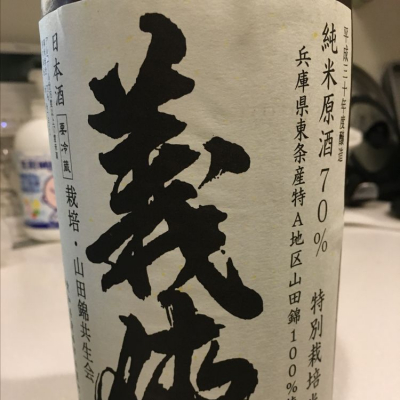 平成三十年度醸造
純米原酒70％
特別栽培米
兵庫県東条産特A地区山田錦100％
義
日本酒
要冷蔵
栽培・山田錦共生会